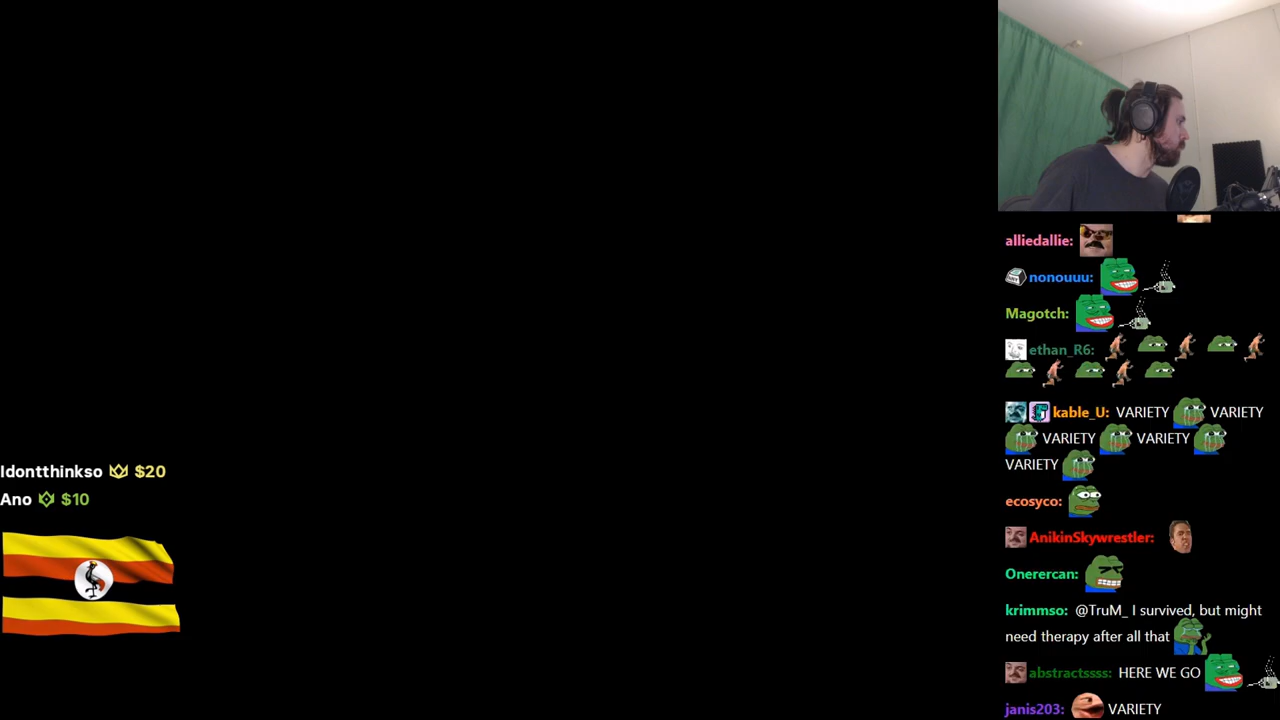 Idontthinkso $20
Ano $10
alliedallie:
nonouuu:
Magotch:
ethan_R6:
kable_U: VARIETY VARIETY
VARIETY VARIETY
VARIETY
ecosyco:
AnikinSkywrestler:
Onerercan:
krimmso: @TruM_ I survived, but might
need therapy after all that
abstractssss: HERE WE GO
janis203: VARIETY